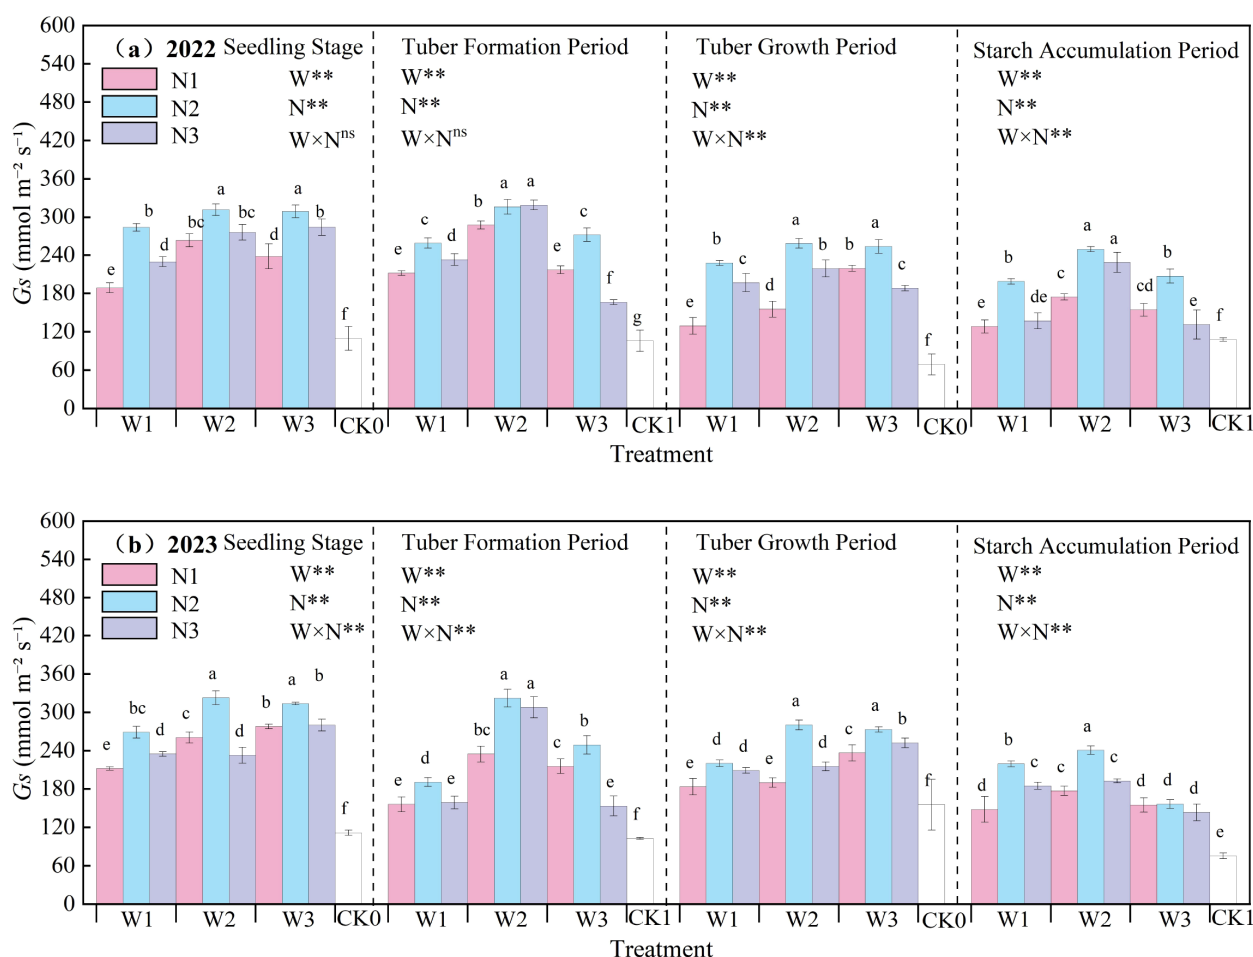 600
540
480
420
360
300
240
180
120
60
0
Gs (mmol m⁻² s⁻¹)
（a）2022 Seedling Stage
Tuber Formation Period
Tuber Growth Period
Starch Accumulation Period
N1
N2
N3
W**
N**
W×Nⁿˢ
W**
N**
W×Nⁿˢ
W**
N**
W×N**
W**
N**
W×N**
e b d bc a bc d a b f
e c d b a a e c f g
e b c d a b b a c f
e b de c a a cd b e f
W1 W2 W3 CK0 W1 W2 W3 CK1 W1 W2 W3 CK0 W1 W2 W3 CK1
Treatment
600
540
480
420
360
300
240
180
120
60
0
Gs (mmol m⁻² s⁻¹)
（b）2023 Seedling Stage
Tuber Formation Period
Tuber Growth Period
Starch Accumulation Period
N1
N2
N3
W**
N**
W×N**
W**
N**
W×N**
W**
N**
W×N**
W**
N**
W×N**
e bc d c a d b a b f
e d e bc a a c b d f
e d d e a d c a b f
d b c c a c d d d e
W1 W2 W3 CK0 W1 W2 W3 CK1 W1 W2 W3 CK0 W1 W2 W3 CK1
Treatment